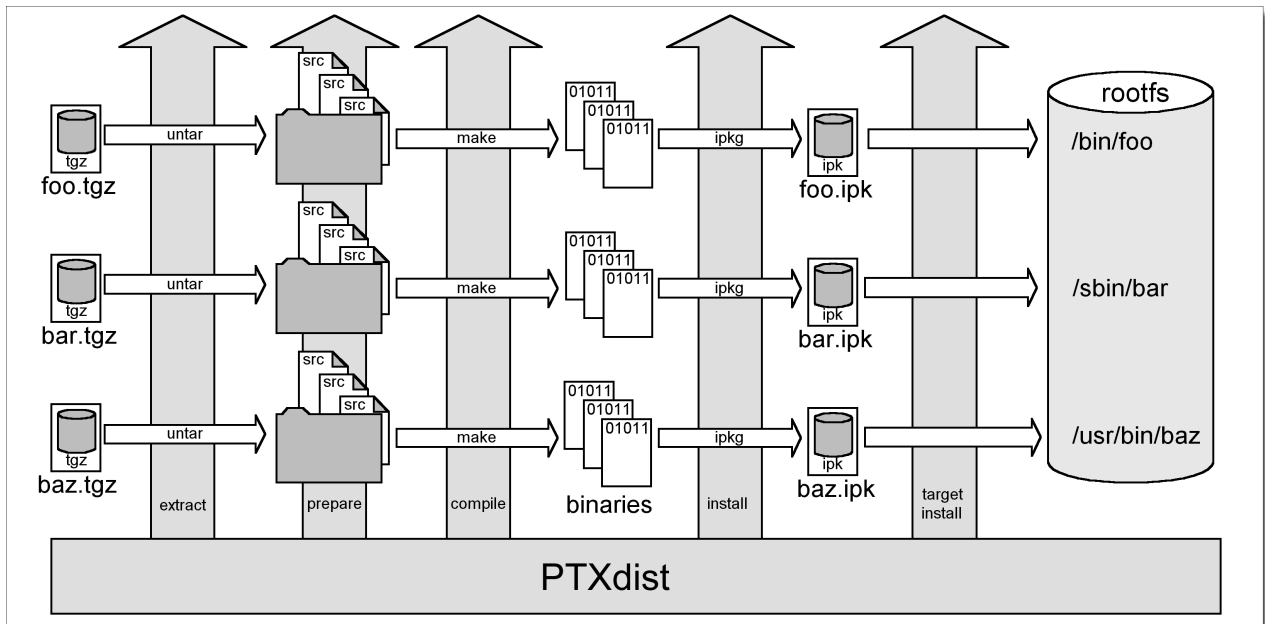 src
src
src
01011
01011
01011
rootfs
tgz
untar
make
ipkg
ipk
/bin/foo
foo.tgz
foo.ipk
src
src
src
01011
01011
01011
tgz
untar
make
ipkg
ipk
/sbin/bar
bar.tgz
bar.ipk
src
src
src
01011
01011
01011
tgz
untar
make
ipkg
ipk
/usr/bin/baz
baz.tgz
binaries
baz.ipk
extract
prepare
compile
install
target
install
PTXdist